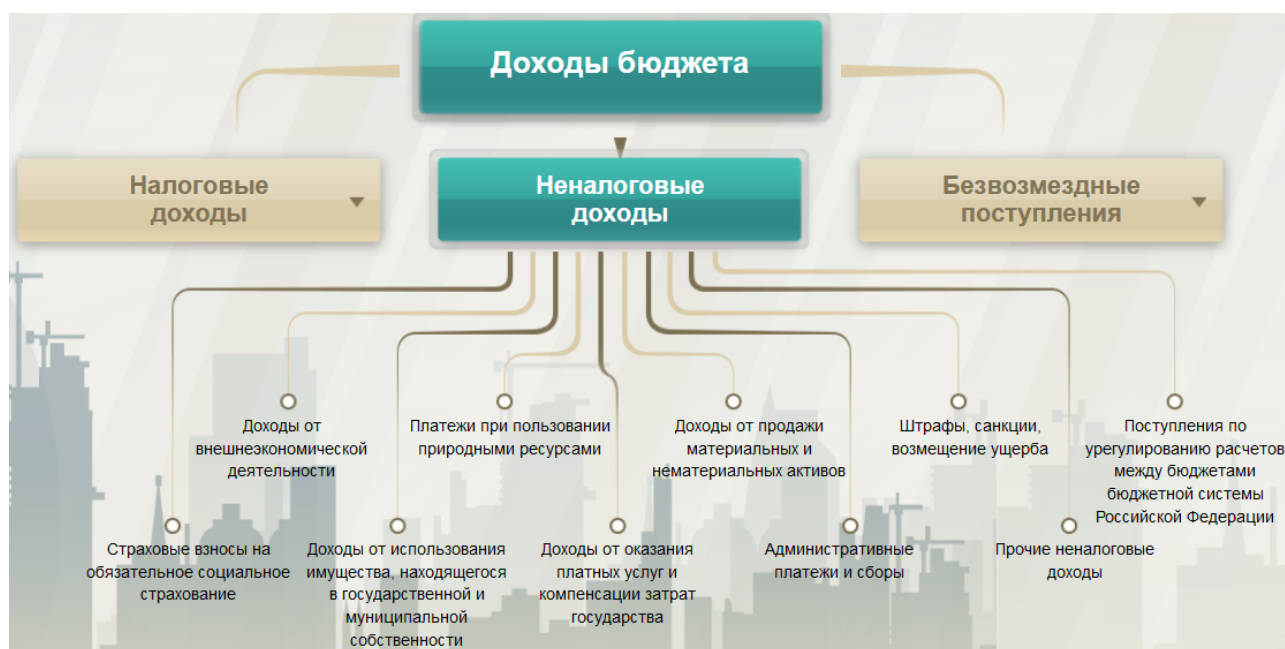 Доходы бюджета
Налоговые
доходы
Неналоговые
доходы
Безвозмездные
поступления
Доходы от
внешнеэкономической
деятельности
Платежи при пользовании
природными ресурсами
Доходы от продажи
материальных и
нематериальных активов
Штрафы, санкции,
возмещение ущерба
Поступления по
урегулированию расчетов
между бюджетами
бюджетной системы
Российской Федерации
Страховые взносы на
обязательное социальное
страхование
Доходы от использования
имущества, находящегося
в государственной и
муниципальной
собственности
Доходы от оказания
платных услуг и
компенсации затрат
государства
Административные
платежи и сборы
Прочие неналоговые
доходы